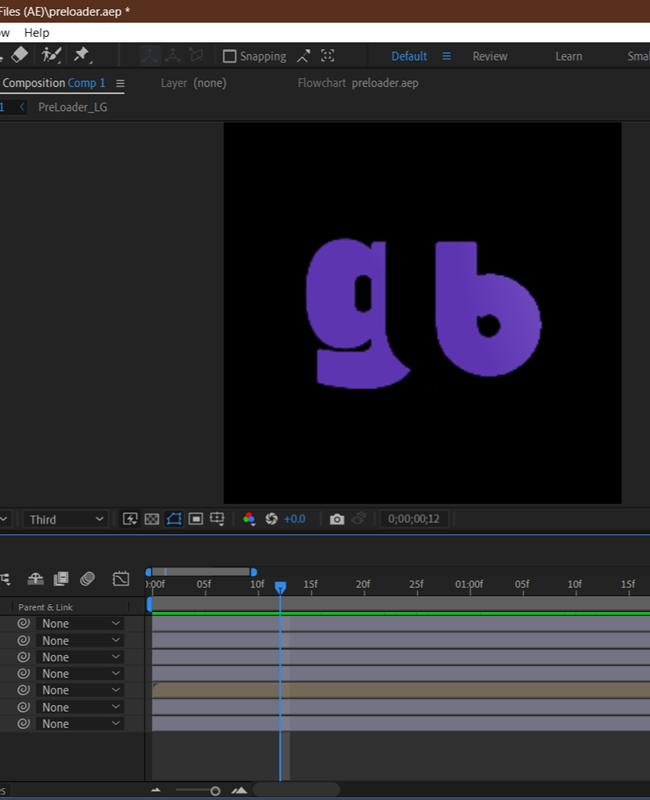 Files (AE)\preloader.aep *
Help
Snapping
Default
Review
Learn
Composition Comp 1
Layer (none)
Flowchart preloader.aep
1
PreLoader_LG
g b
Third
+0.0
0;00;00;12
:00f 05f 10f 15f 20f 25f 01:00f 05f 10f 15f
Parent & Link
None
None
None
None
None
None
None